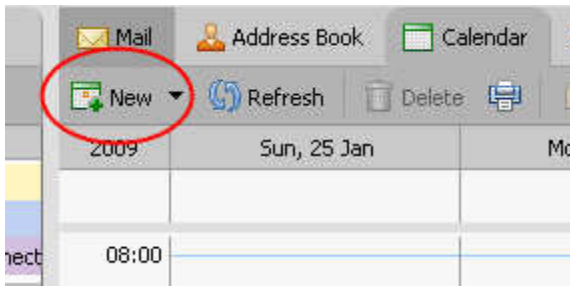 Mail Address Book Calendar
New Refresh Delete
2009 Sun, 25 Jan
08:00